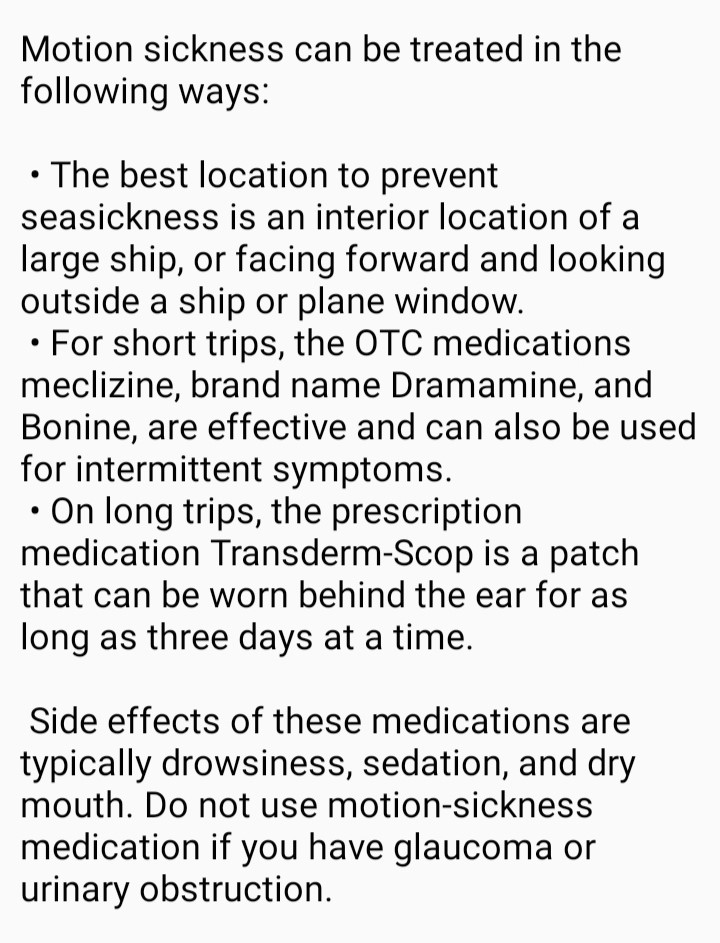 Motion sickness can be treated in the
following ways:
• The best location to prevent
seasickness is an interior location of a
large ship, or facing forward and looking
outside a ship or plane window.
• For short trips, the OTC medications
meclizine, brand name Dramamine, and
Bonine, are effective and can also be used
for intermittent symptoms.
• On long trips, the prescription
medication Transderm-Scop is a patch
that can be worn behind the ear for as
long as three days at a time.
Side effects of these medications are
typically drowsiness, sedation, and dry
mouth. Do not use motion-sickness
medication if you have glaucoma or
urinary obstruction.